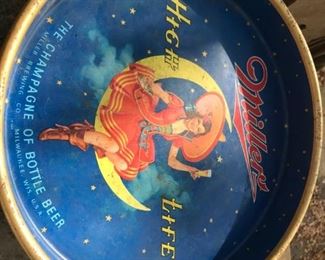 Miller
HIGH LIFE
THE CHAMPAGNE OF BOTTLE BEER
MILLER BREWING CO. MILWAUKEE, WIS. U.S.A.